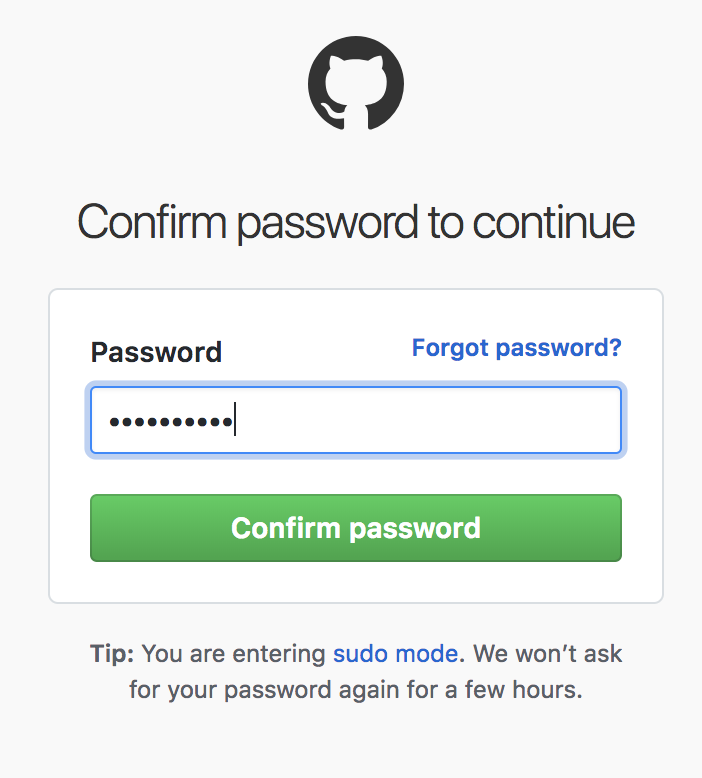 Confirm password to continue
Password
Forgot password?
••••••••••
Confirm password
Tip: You are entering sudo mode. We won’t ask
for your password again for a few hours.